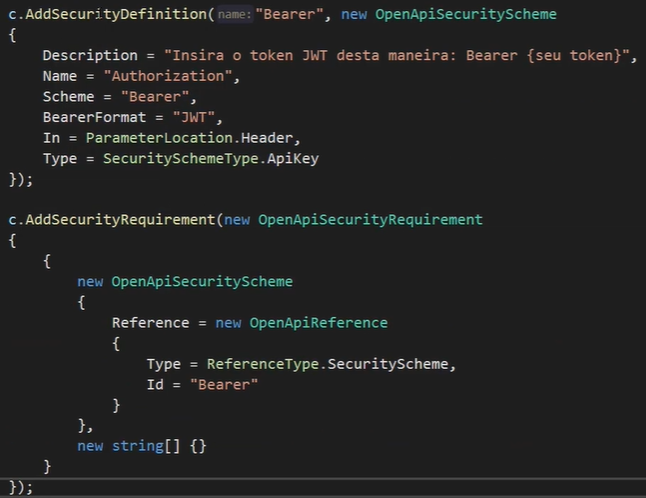 c.AddSecurityDefinition(name:"Bearer", new OpenApiSecurityScheme
{
    Description = "Insira o token JWT desta maneira: Bearer {seu token}",
    Name = "Authorization",
    Scheme = "Bearer",
    BearerFormat = "JWT",
    In = ParameterLocation.Header,
    Type = SecuritySchemeType.ApiKey
});

c.AddSecurityRequirement(new OpenApiSecurityRequirement
{
    {
        new OpenApiSecurityScheme
        {
            Reference = new OpenApiReference
            {
                Type = ReferenceType.SecurityScheme,
                Id = "Bearer"
            }
        },
        new string[] {}
    }
});